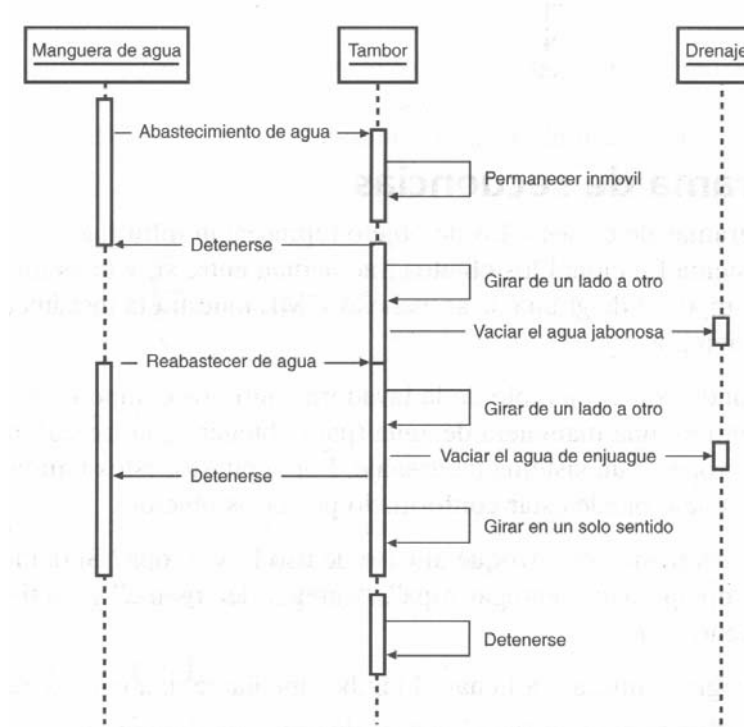 Manguera de agua
Tambor
Drenaje
Abastecimiento de agua
Permanecer inmovil
Detenerse
Girar de un lado a otro
Vaciar el agua jabonosa
Reabastecer de agua
Girar de un lado a otro
Vaciar el agua de enjuague
Detenerse
Girar en un solo sentido
Detenerse